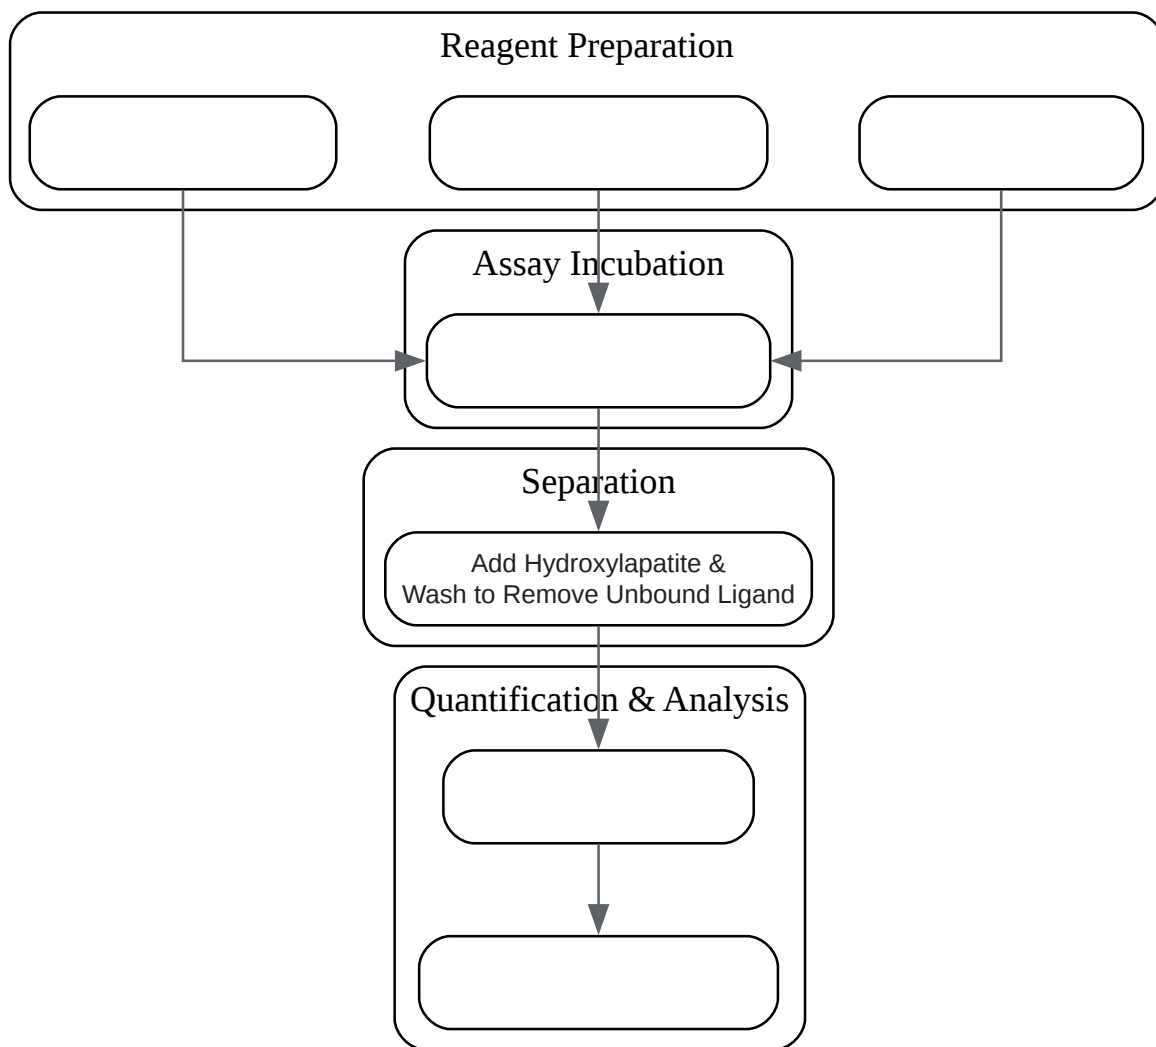 Reagent Preparation
Assay Incubation
Separation
Add Hydroxylapatite &
Wash to Remove Unbound Ligand
Quantification & Analysis